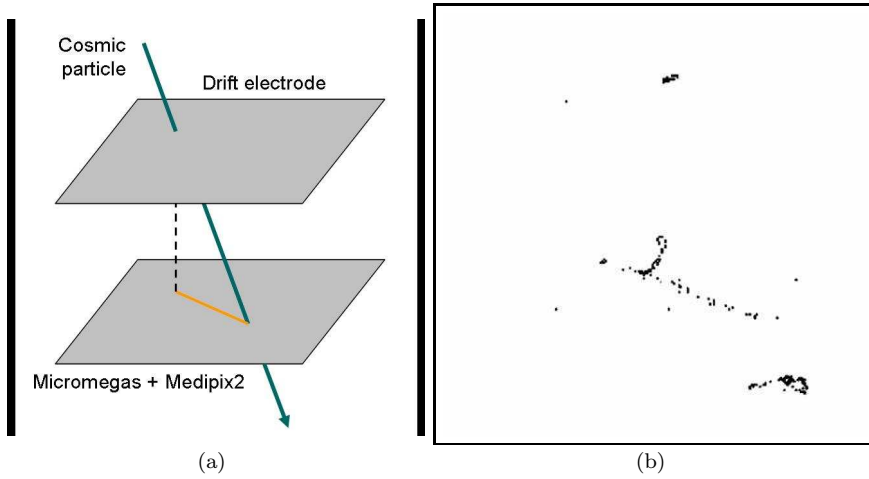 Cosmic
particle
Drift electrode
Micromegas + Medipix2
(a)
(b)